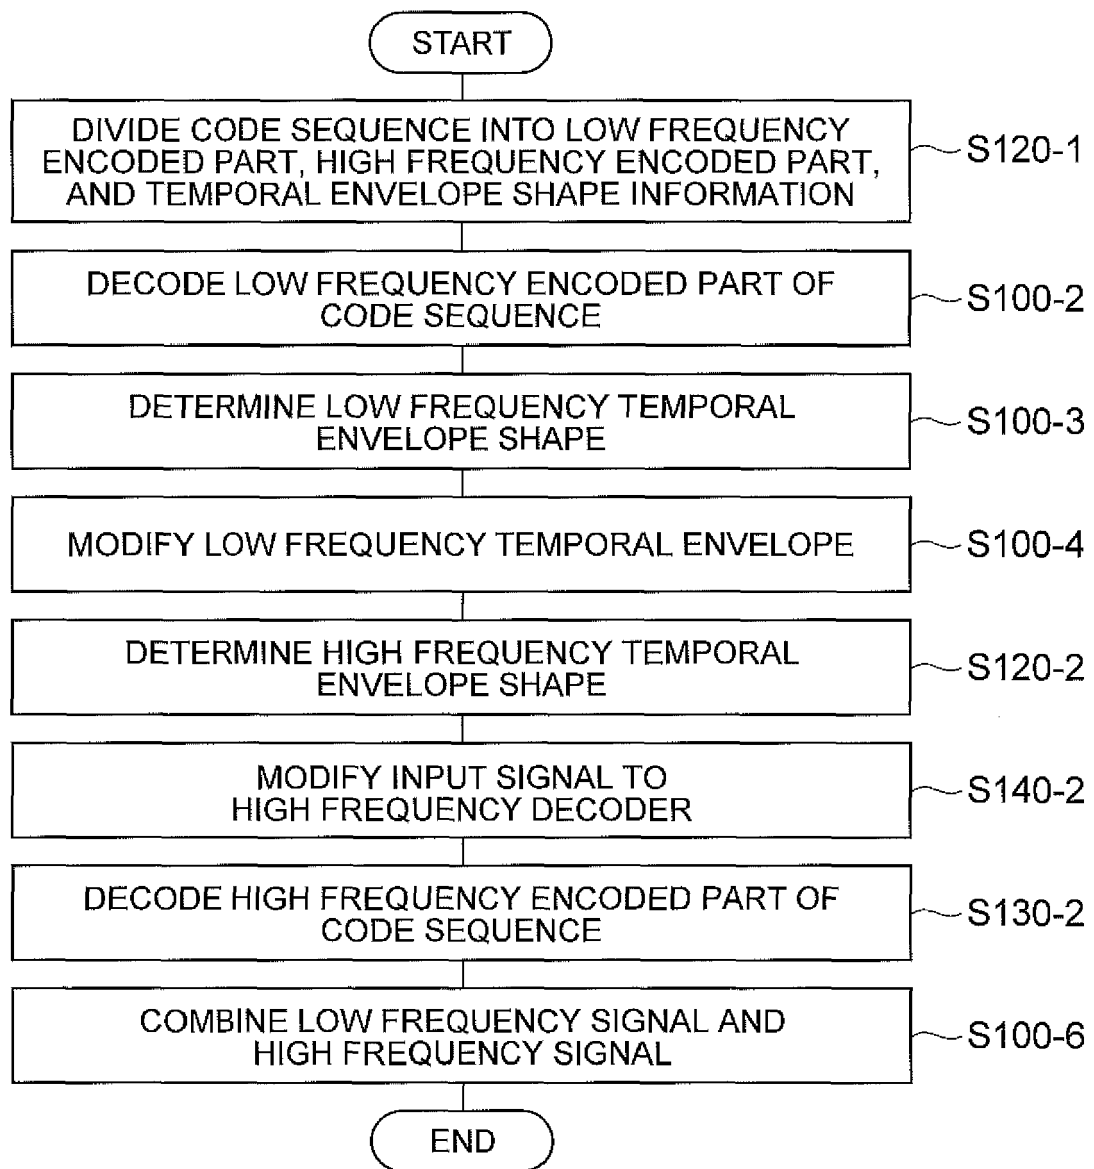 START
DIVIDE CODE SEQUENCE INTO LOW FREQUENCY
ENCODED PART, HIGH FREQUENCY ENCODED PART,
AND TEMPORAL ENVELOPE SHAPE INFORMATION
S120-1
DECODE LOW FREQUENCY ENCODED PART OF
CODE SEQUENCE
S100-2
DETERMINE LOW FREQUENCY TEMPORAL
ENVELOPE SHAPE
S100-3
MODIFY LOW FREQUENCY TEMPORAL ENVELOPE
S100-4
DETERMINE HIGH FREQUENCY TEMPORAL
ENVELOPE SHAPE
S120-2
MODIFY INPUT SIGNAL TO
HIGH FREQUENCY DECODER
S140-2
DECODE HIGH FREQUENCY ENCODED PART OF
CODE SEQUENCE
S130-2
COMBINE LOW FREQUENCY SIGNAL AND
HIGH FREQUENCY SIGNAL
S100-6
END